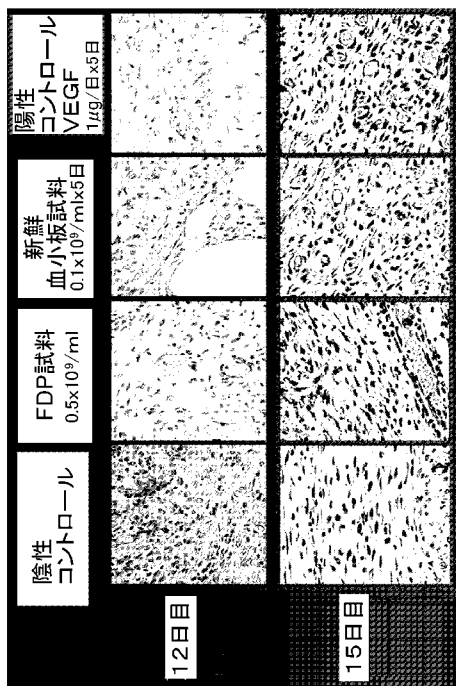 陰性
コントロール
FDP試料
0.5x10⁹/ml
新鮮
血小板試料
0.1x10⁹/mlx5日
陽性
コントロール
VEGF
1μg/日x5日
12日目
15日目